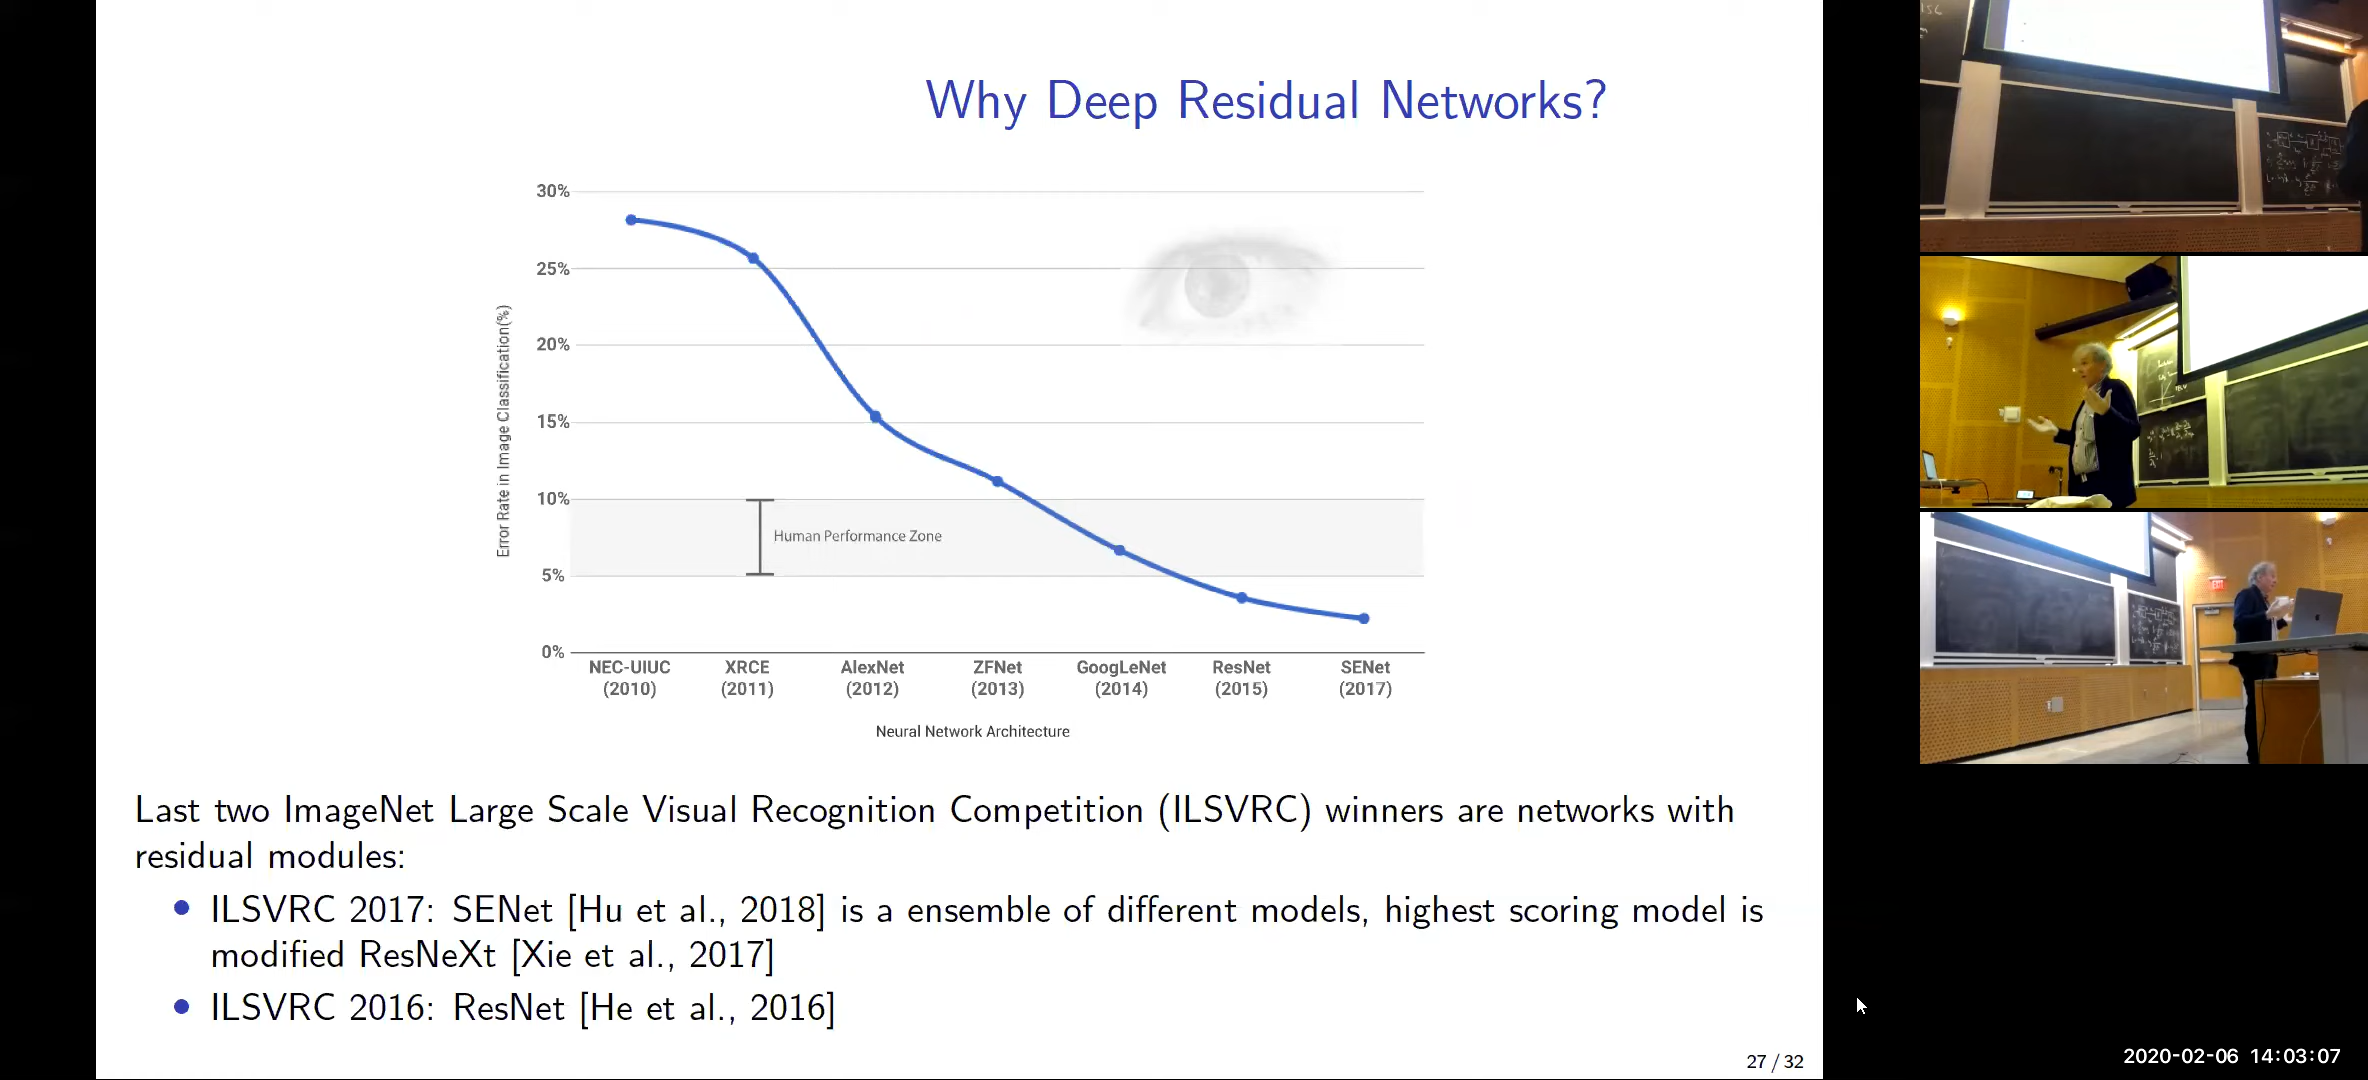 Why Deep Residual Networks?
30%
25%
20%
15%
10%
5%
0%
Error Rate in Image Classification(%)
Human Performance Zone
NEC-UIUC XRCE AlexNet ZFNet GoogLeNet ResNet SENet
(2010) (2011) (2012) (2013) (2014) (2015) (2017)
Neural Network Architecture
Last two ImageNet Large Scale Visual Recognition Competition (ILSVRC) winners are networks with
residual modules:
• ILSVRC 2017: SENet [Hu et al., 2018] is a ensemble of different models, highest scoring model is
modified ResNeXt [Xie et al., 2017]
• ILSVRC 2016: ResNet [He et al., 2016]
27 / 32
EXIT
2020-02-06 14:03:07